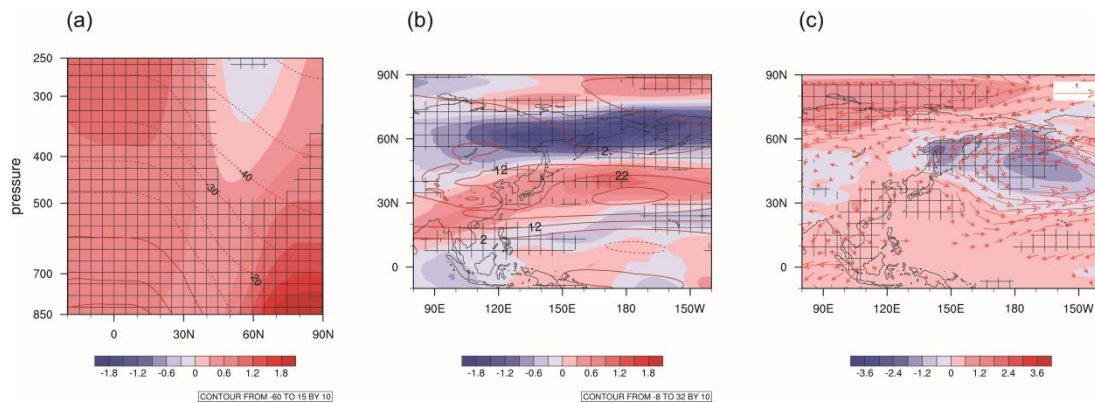 (a)
(b)
(c)
pressure
250
300
400
500
700
850
-40
-30
-20
0
30N
60N
90N
-1.8 -1.2 -0.6 0 0.6 1.2 1.8
CONTOUR FROM -60 TO 15 BY 10
90N
60N
30N
0
2
12
22
12
2
90E 120E 150E 180 150W
-1.8 -1.2 -0.6 0 0.6 1.2 1.8
CONTOUR FROM -8 TO 32 BY 10
1
90N
60N
30N
0
90E 120E 150E 180 150W
-3.6 -2.4 -1.2 0 1.2 2.4 3.6